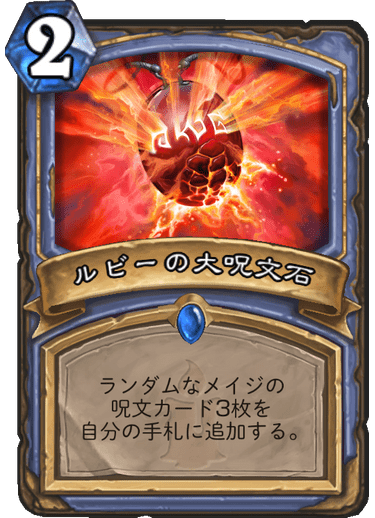 2
ルビーの大呪文石
ランダムなメイジの
呪文カード3枚を
自分の手札に追加する。